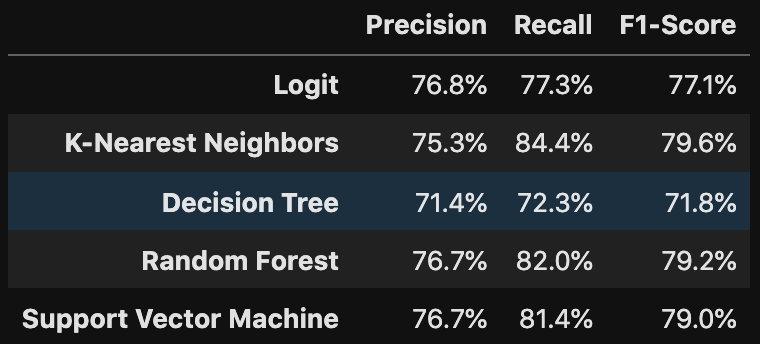 Precision Recall F1-Score
Logit 76.8% 77.3% 77.1%
K-Nearest Neighbors 75.3% 84.4% 79.6%
Decision Tree 71.4% 72.3% 71.8%
Random Forest 76.7% 82.0% 79.2%
Support Vector Machine 76.7% 81.4% 79.0%